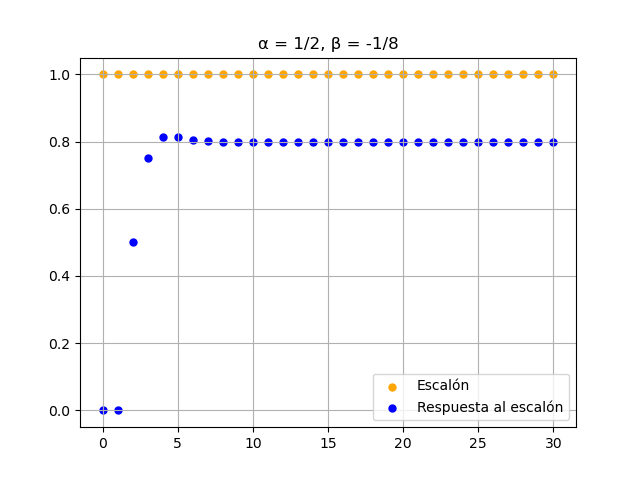 α = 1/2, β = -1/8
1.0
0.8
0.6
0.4
0.2
0.0
0 5 10 15 20 25 30
Escalón
Respuesta al escalón